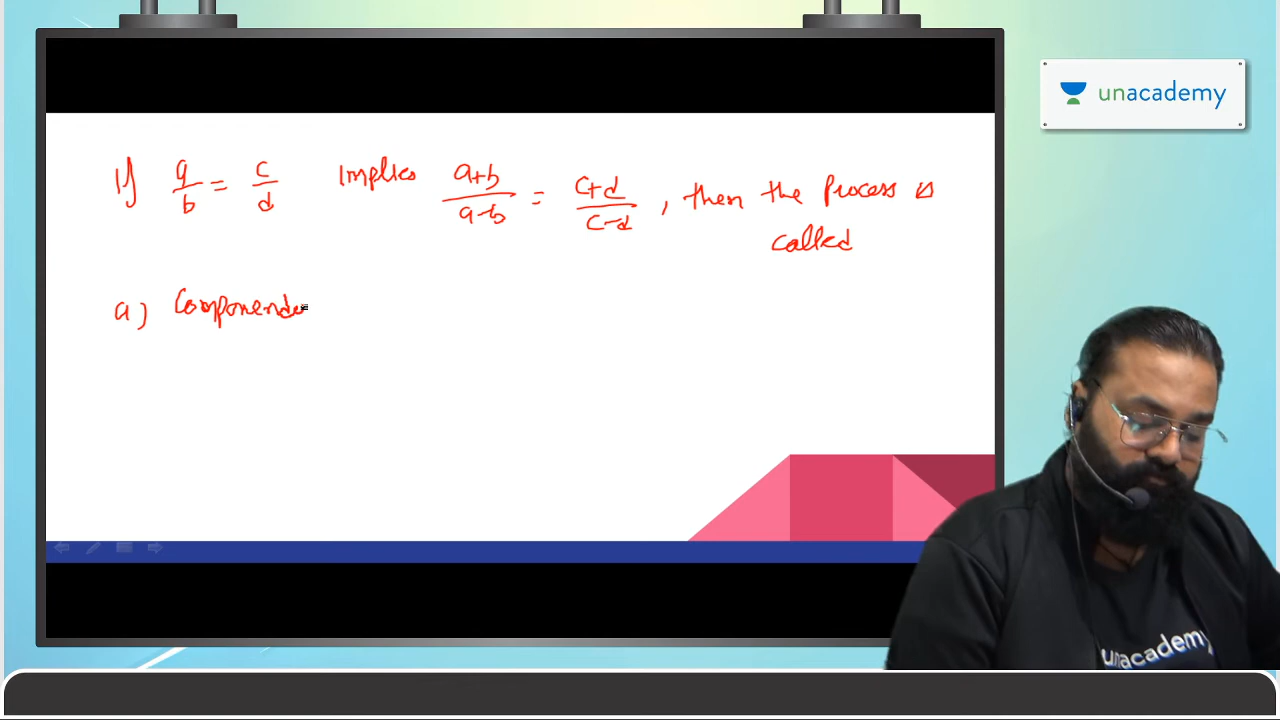 unacademy
If a/b = c/d implies a+b/a-b = c+d/c-d , then the process is
called
a) Componendo
unacademy